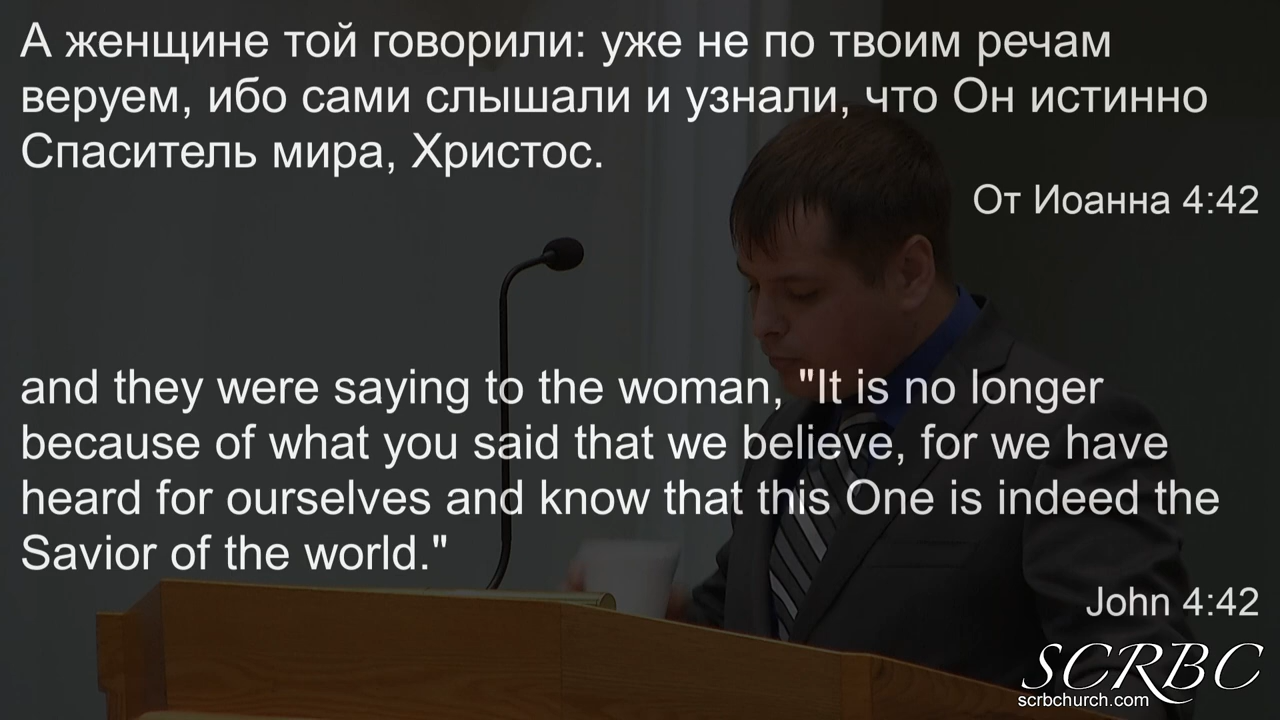 А женщине той говорили: уже не по твоим речам
веруем, ибо сами слышали и узнали, что Он истинно
Спаситель мира, Христос.
От Иоанна 4:42
and they were saying to the woman, "It is no longer
because of what you said that we believe, for we have
heard for ourselves and know that this One is indeed the
Savior of the world."
John 4:42
SCRBC
scrbchurch.com